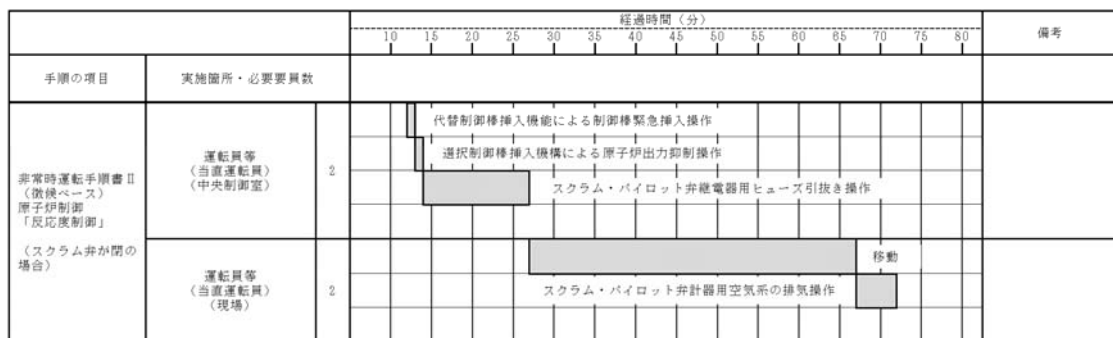 経過時間（分）
備考
10 15 20 25 30 35 40 45 50 55 60 65 70 75 80
手順の項目
実施箇所・必要要員数
非常時運転手順書Ⅱ
（徴候ベース）
原子炉制御
「反応度制御」
（スクラム弁が閉の
場合）
運転員等
（当直運転員）
（中央制御室）
2
代替制御棒挿入機能による制御棒緊急挿入操作
選択制御棒挿入機構による原子炉出力抑制操作
スクラム・パイロット弁継電器用ヒューズ引抜き操作
運転員等
（当直運転員）
（現場）
2
移動
スクラム・パイロット弁計器用空気系の排気操作